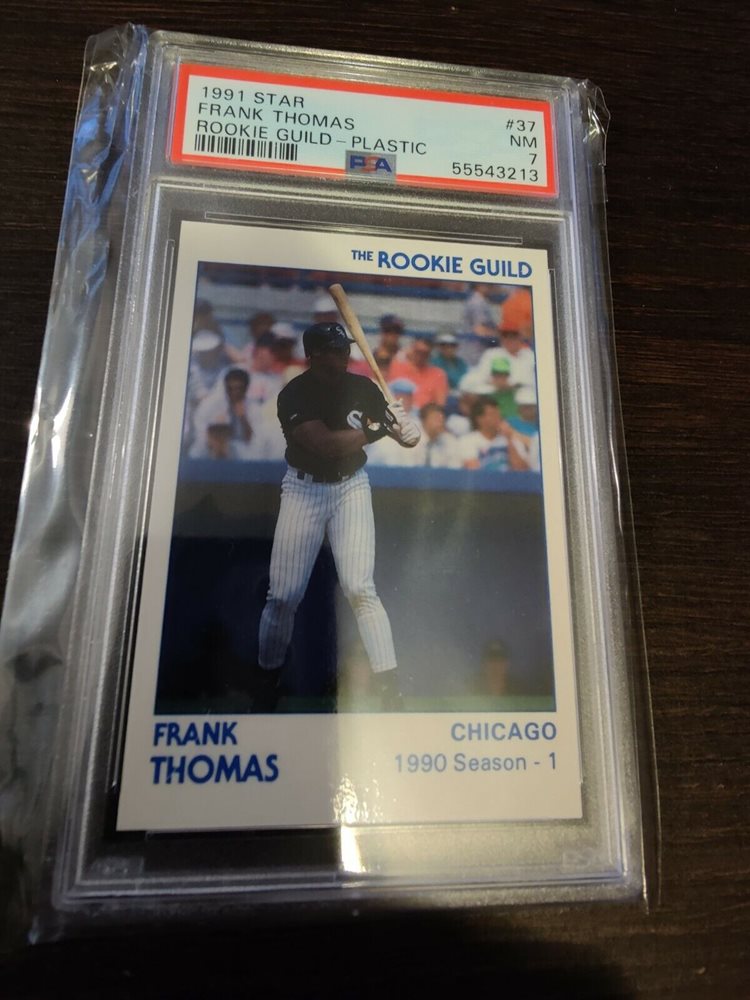 1991 STAR
FRANK THOMAS
ROOKIE GUILD - PLASTIC
#37
NM
7
55543213
PSA
THE ROOKIE GUILD
FRANK
THOMAS
CHICAGO
1990 Season - 1